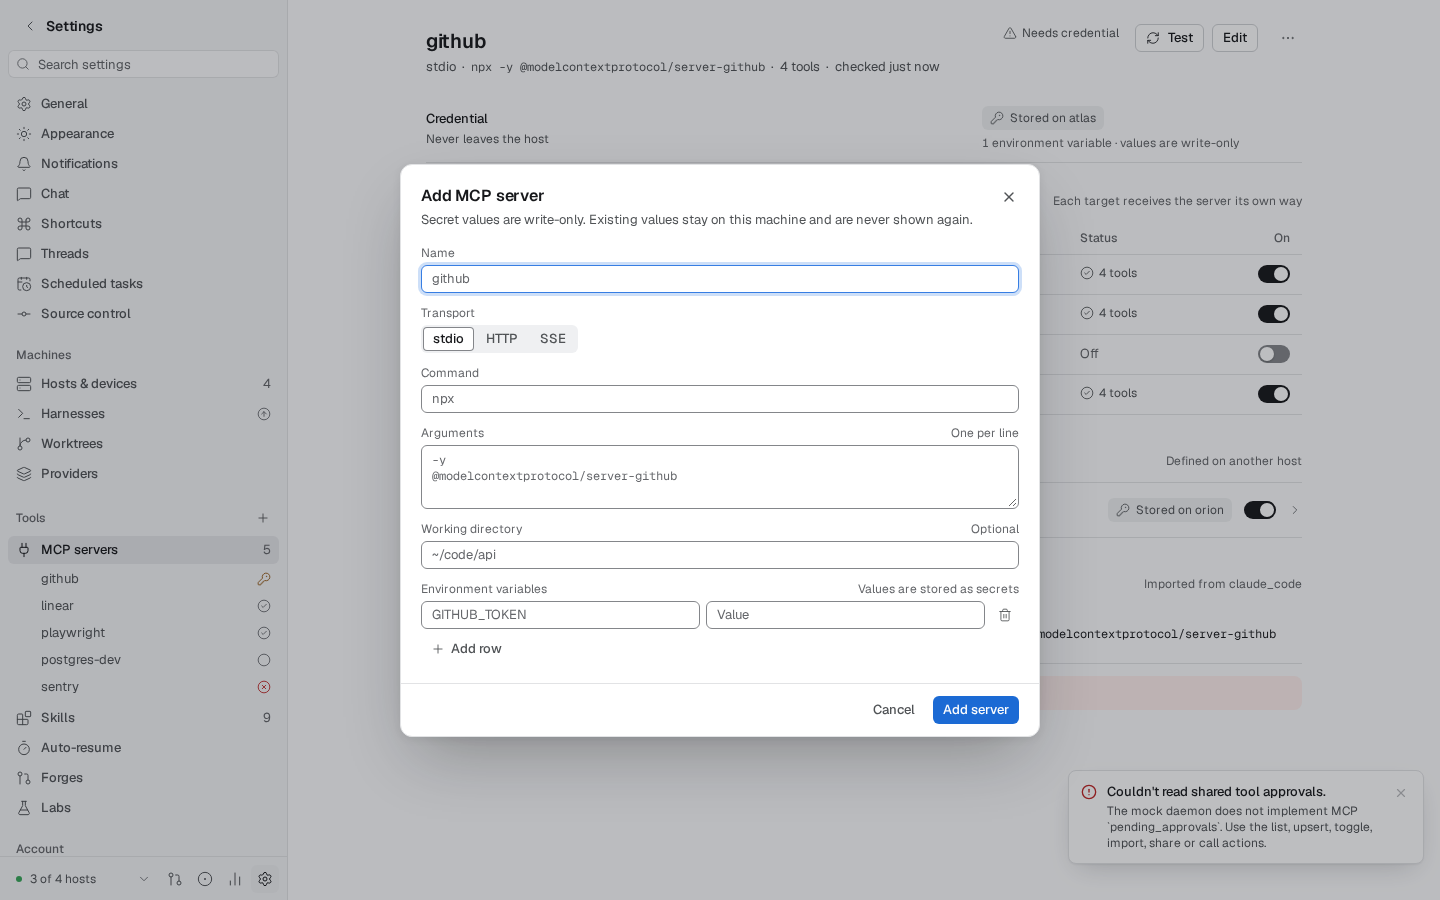 Settings
Search settings
General
Appearance
Notifications
Chat
Shortcuts
Threads
Scheduled tasks
Source control
Machines
Hosts & devices 4
Harnesses
Worktrees
Providers
Tools
MCP servers 5
github
linear
playwright
postgres-dev
sentry
Skills 9
Auto-resume
Forges
Labs
Account
3 of 4 hosts
github
Needs credential
Test
Edit
stdio · npx -y @modelcontextprotocol/server-github · 4 tools · checked just now
Credential
Never leaves the host
Stored on atlas
1 environment variable · values are write-only
Each target receives the server its own way
Status On
4 tools
4 tools
Off
4 tools
Defined on another host
Stored on orion
Imported from claude_code
modelcontextprotocol/server-github
Add MCP server
Secret values are write-only. Existing values stay on this machine and are never shown again.
Name
github
Transport
stdio HTTP SSE
Command
npx
Arguments One per line
-y
@modelcontextprotocol/server-github
Working directory Optional
~/code/api
Environment variables Values are stored as secrets
GITHUB_TOKEN Value
Add row
Cancel Add server
Couldn't read shared tool approvals.
The mock daemon does not implement MCP
`pending_approvals`. Use the list, upsert, toggle,
import, share or call actions.